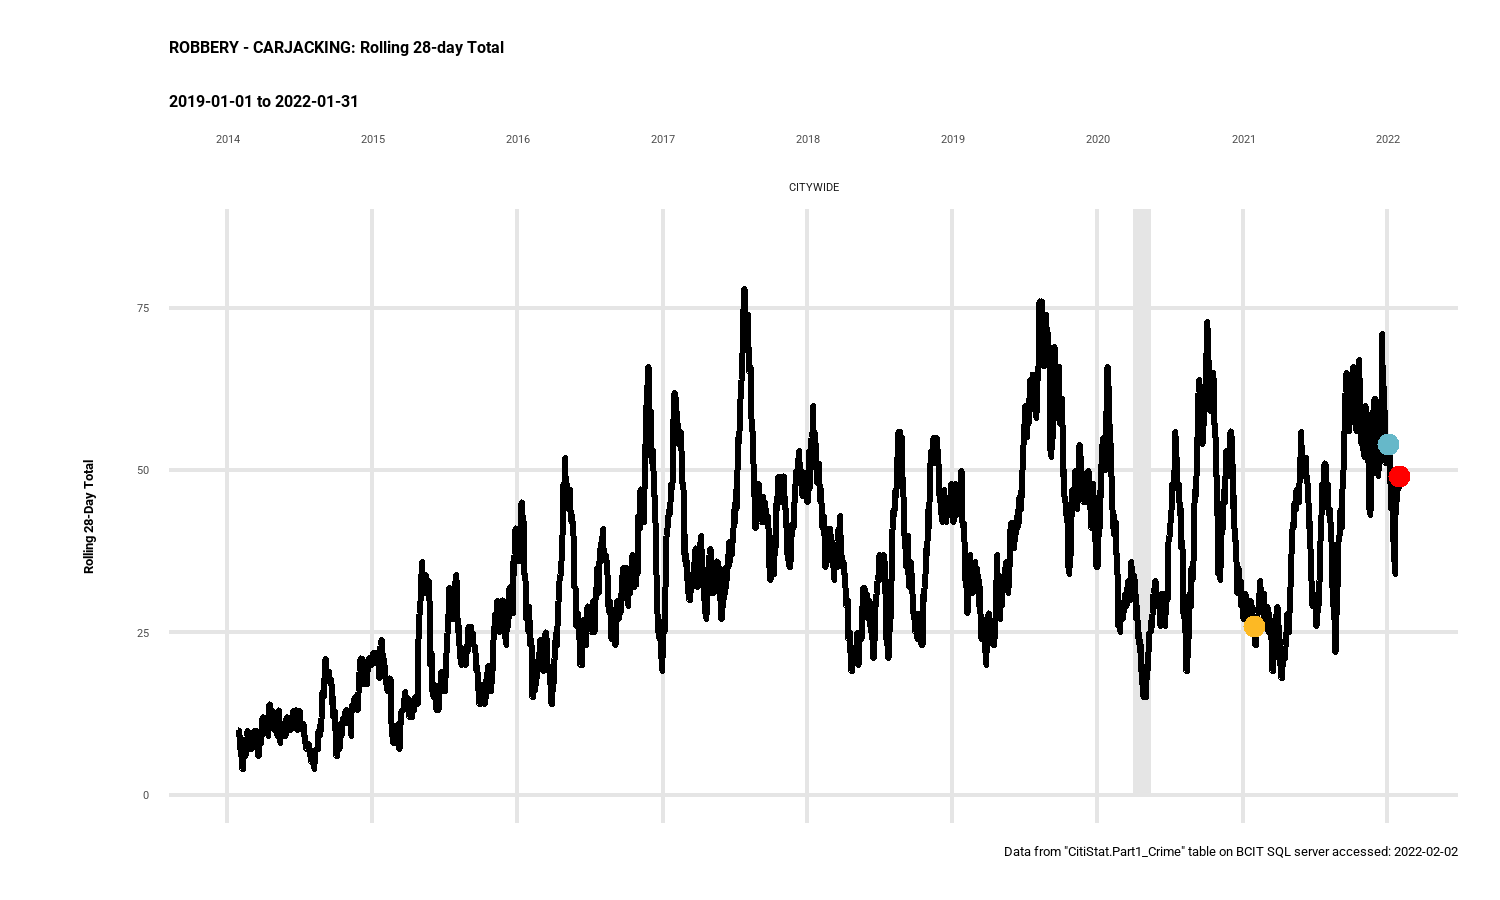 ROBBERY - CARJACKING: Rolling 28-day Total
2019-01-01 to 2022-01-31
2014 2015 2016 2017 2018 2019 2020 2021 2022
CITYWIDE
75
50
25
0
Rolling 28-Day Total
Data from "CitiStat.Part1_Crime" table on BCIT SQL server accessed: 2022-02-02